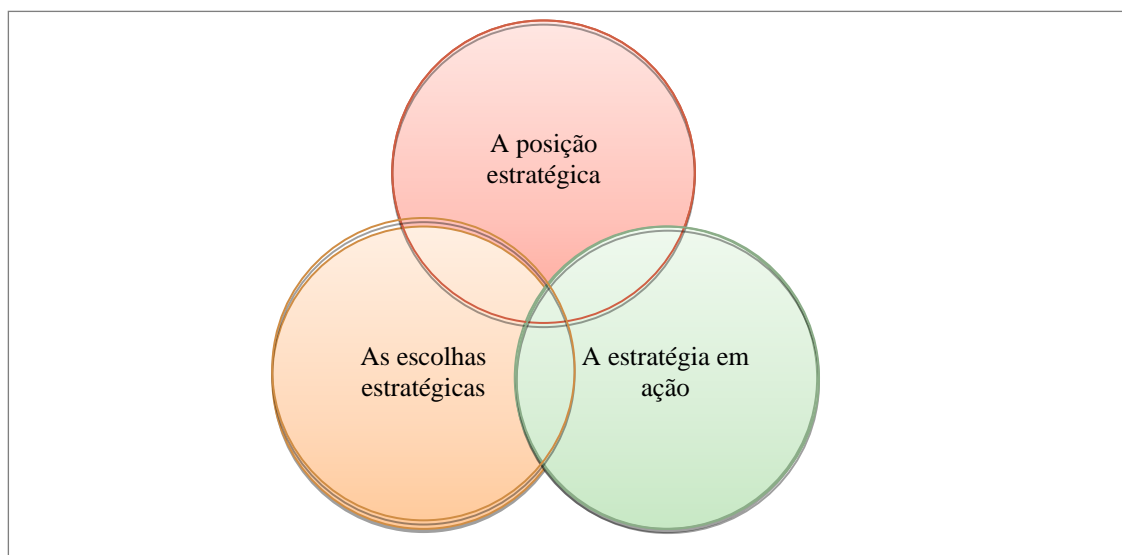 A posição
estratégica
As escolhas
estratégicas
A estratégia em
ação